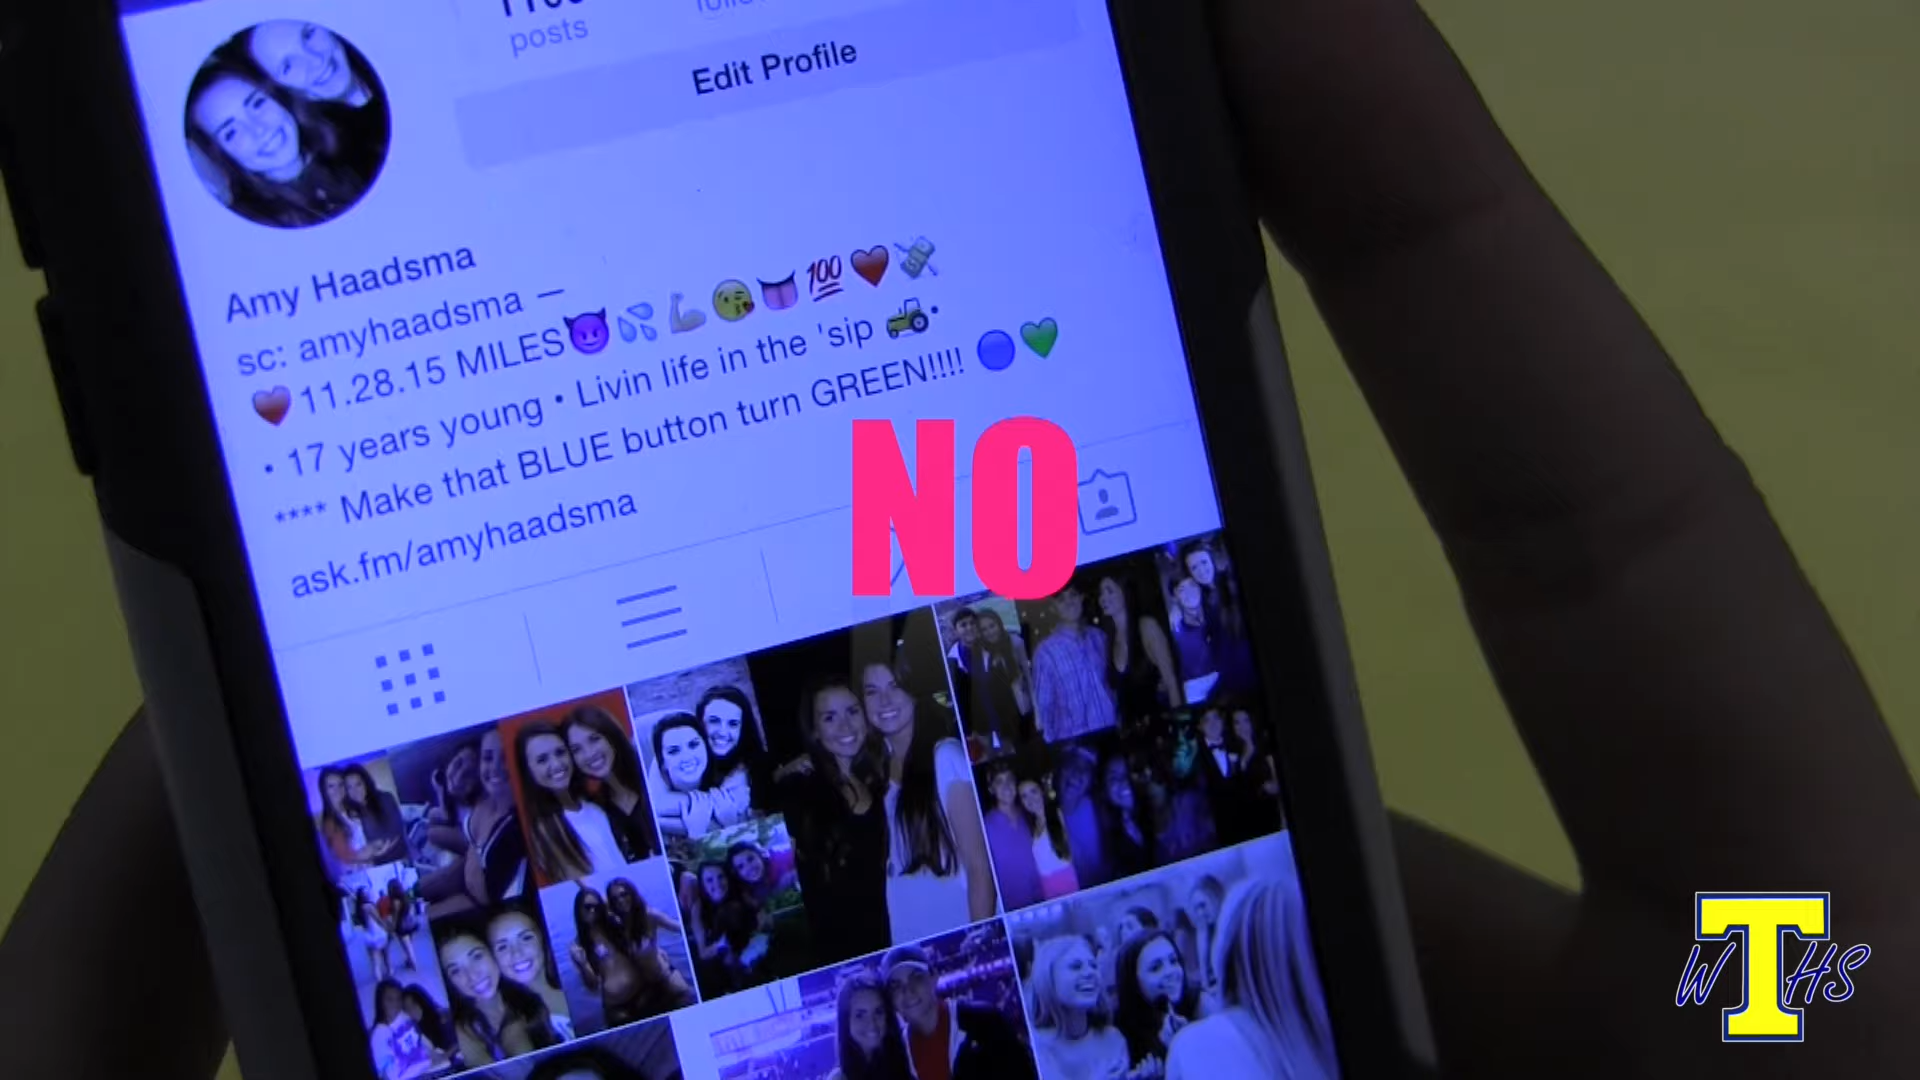 posts
Edit Profile
Amy Haadsma
sc: amyhaadsma —
❤️11.28.15 MILES😈💦💪😘👅💯❤️💸
• 17 years young • Livin life in the 'sip 🚜•
**** Make that BLUE button turn GREEN!!!! 🔵💚
ask.fm/amyhaadsma
NO
WTHS